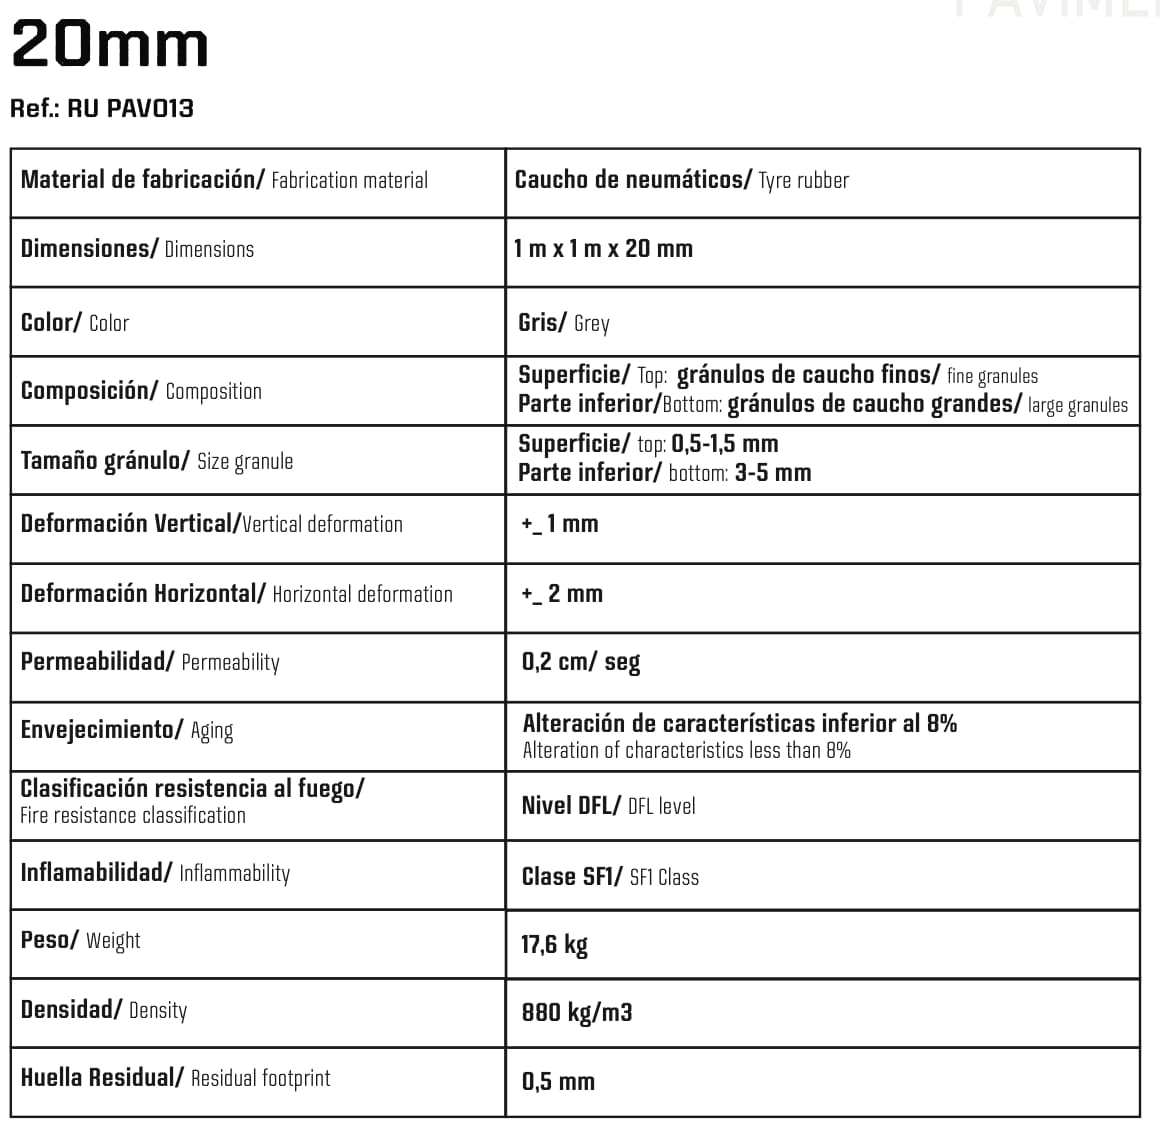 20mm
Ref.: RU PAV013
Material de fabricación/ Fabrication material
Caucho de neumáticos/ Tyre rubber
Dimensiones/ Dimensions
1 m x 1 m x 20 mm
Color/ Color
Gris/ Grey
Composición/ Composition
Superficie/ Top: gránulos de caucho finos/ fine granules
Parte inferior/Bottom: gránulos de caucho grandes/ large granules
Tamaño gránulo/ Size granule
Superficie/ top: 0,5-1,5 mm
Parte inferior/ bottom: 3-5 mm
Deformación Vertical/Vertical deformation
+_ 1 mm
Deformación Horizontal/ Horizontal deformation
+_ 2 mm
Permeabilidad/ Permeability
0,2 cm/ seg
Envejecimiento/ Aging
Alteración de características inferior al 8%
Alteration of characteristics less than 8%
Clasificación resistencia al fuego/
Fire resistance classification
Nivel DFL/ DFL level
Inflamabilidad/ Inflammability
Clase SF1/ SF1 Class
Peso/ Weight
17,6 kg
Densidad/ Density
880 kg/m3
Huella Residual/ Residual footprint
0,5 mm